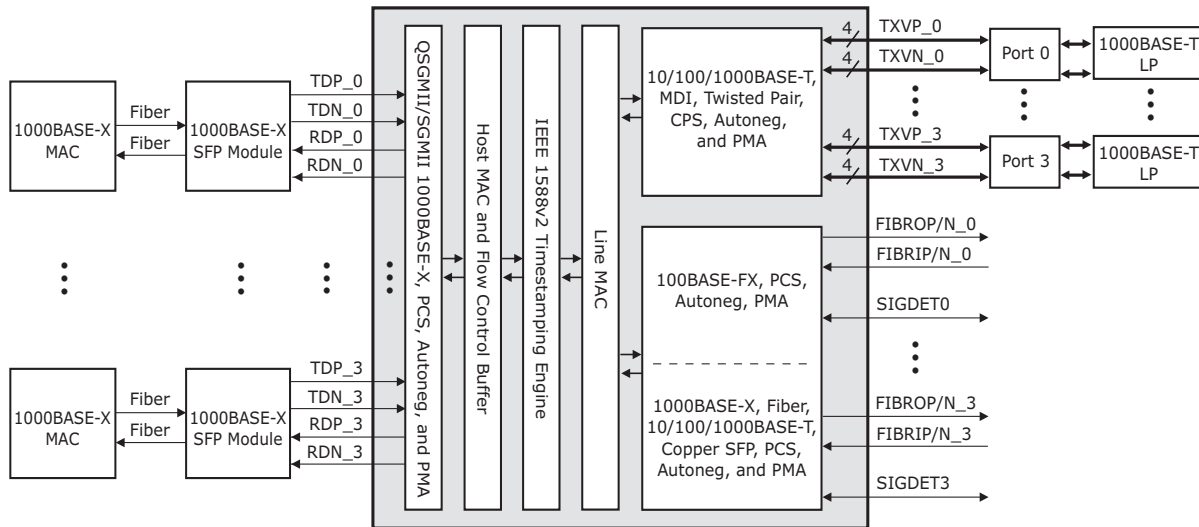 1000BASE-X
MAC
Fiber
Fiber
1000BASE-X
SFP Module
TDP_0
TDN_0
RDP_0
RDN_0
1000BASE-X
MAC
Fiber
Fiber
1000BASE-X
SFP Module
TDP_3
TDN_3
RDP_3
RDN_3
QSGMII/SGMII 1000BASE-X, PCS, Autoneg, and PMA
Host MAC and Flow Control Buffer
IEEE 1588v2 Timestamping Engine
Line MAC
10/100/1000BASE-T,
MDI, Twisted Pair,
CPS, Autoneg,
and PMA
4
TXVP_0
4
TXVN_0
4
TXVP_3
4
TXVN_3
Port 0
1000BASE-T
LP
Port 3
1000BASE-T
LP
100BASE-FX, PCS,
Autoneg, PMA
1000BASE-X, Fiber,
10/100/1000BASE-T,
Copper SFP, PCS,
Autoneg, and PMA
FIBROP/N_0
FIBRIP/N_0
SIGDET0
FIBROP/N_3
FIBRIP/N_3
SIGDET3